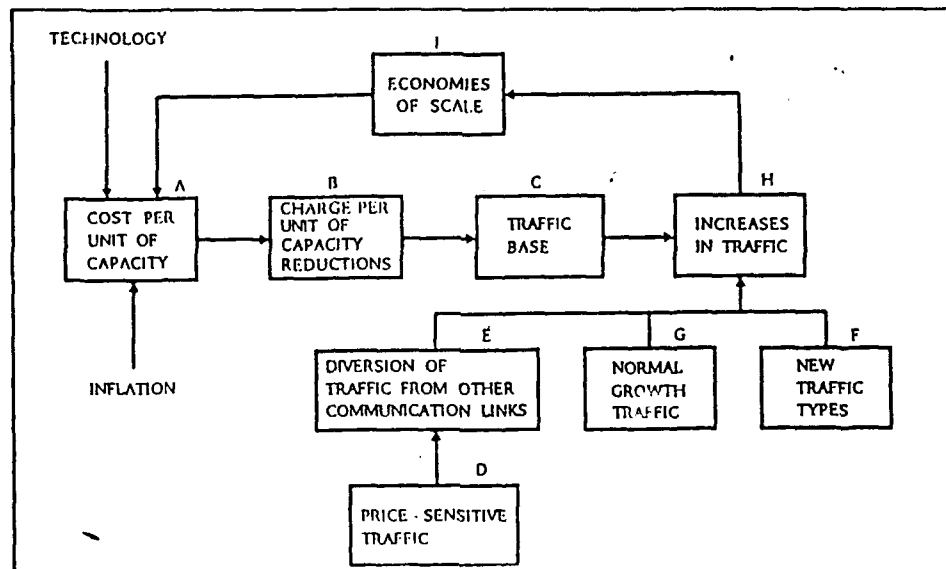 TECHNOLOGY
I
ECONOMIES
OF SCALE
A
COST PER
UNIT OF
CAPACITY
B
CHARGE PER
UNIT OF
CAPACITY
REDUCTIONS
C
TRAFFIC
BASE
H
INCREASES
IN TRAFFIC
INFLATION
E
DIVERSION OF
TRAFFIC FROM OTHER
COMMUNICATION LINKS
G
NORMAL
GROWTH
TRAFFIC
F
NEW
TRAFFIC
TYPES
D
PRICE - SENSITIVE
TRAFFIC